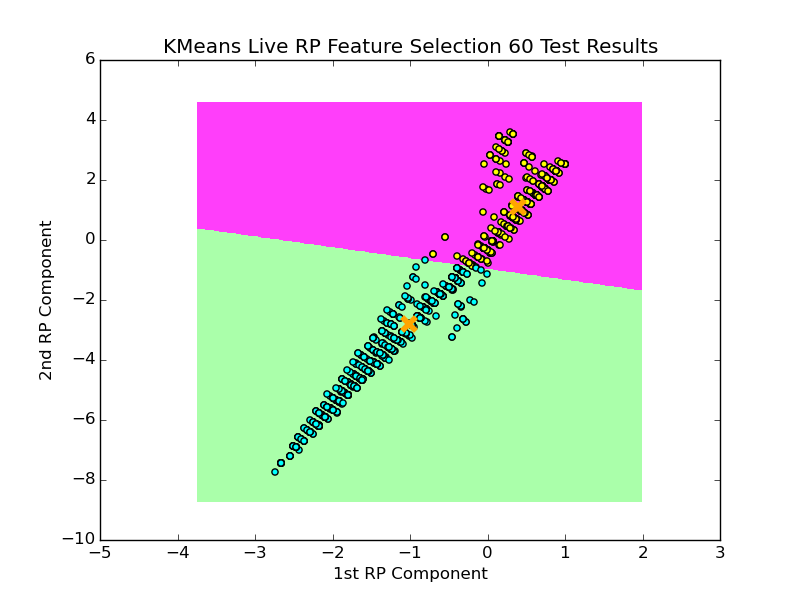 KMeans Live RP Feature Selection 60 Test Results
6
4
2
0
−2
−4
−6
−8
−10
2nd RP Component
−5 −4 −3 −2 −1 0 1 2 3
1st RP Component